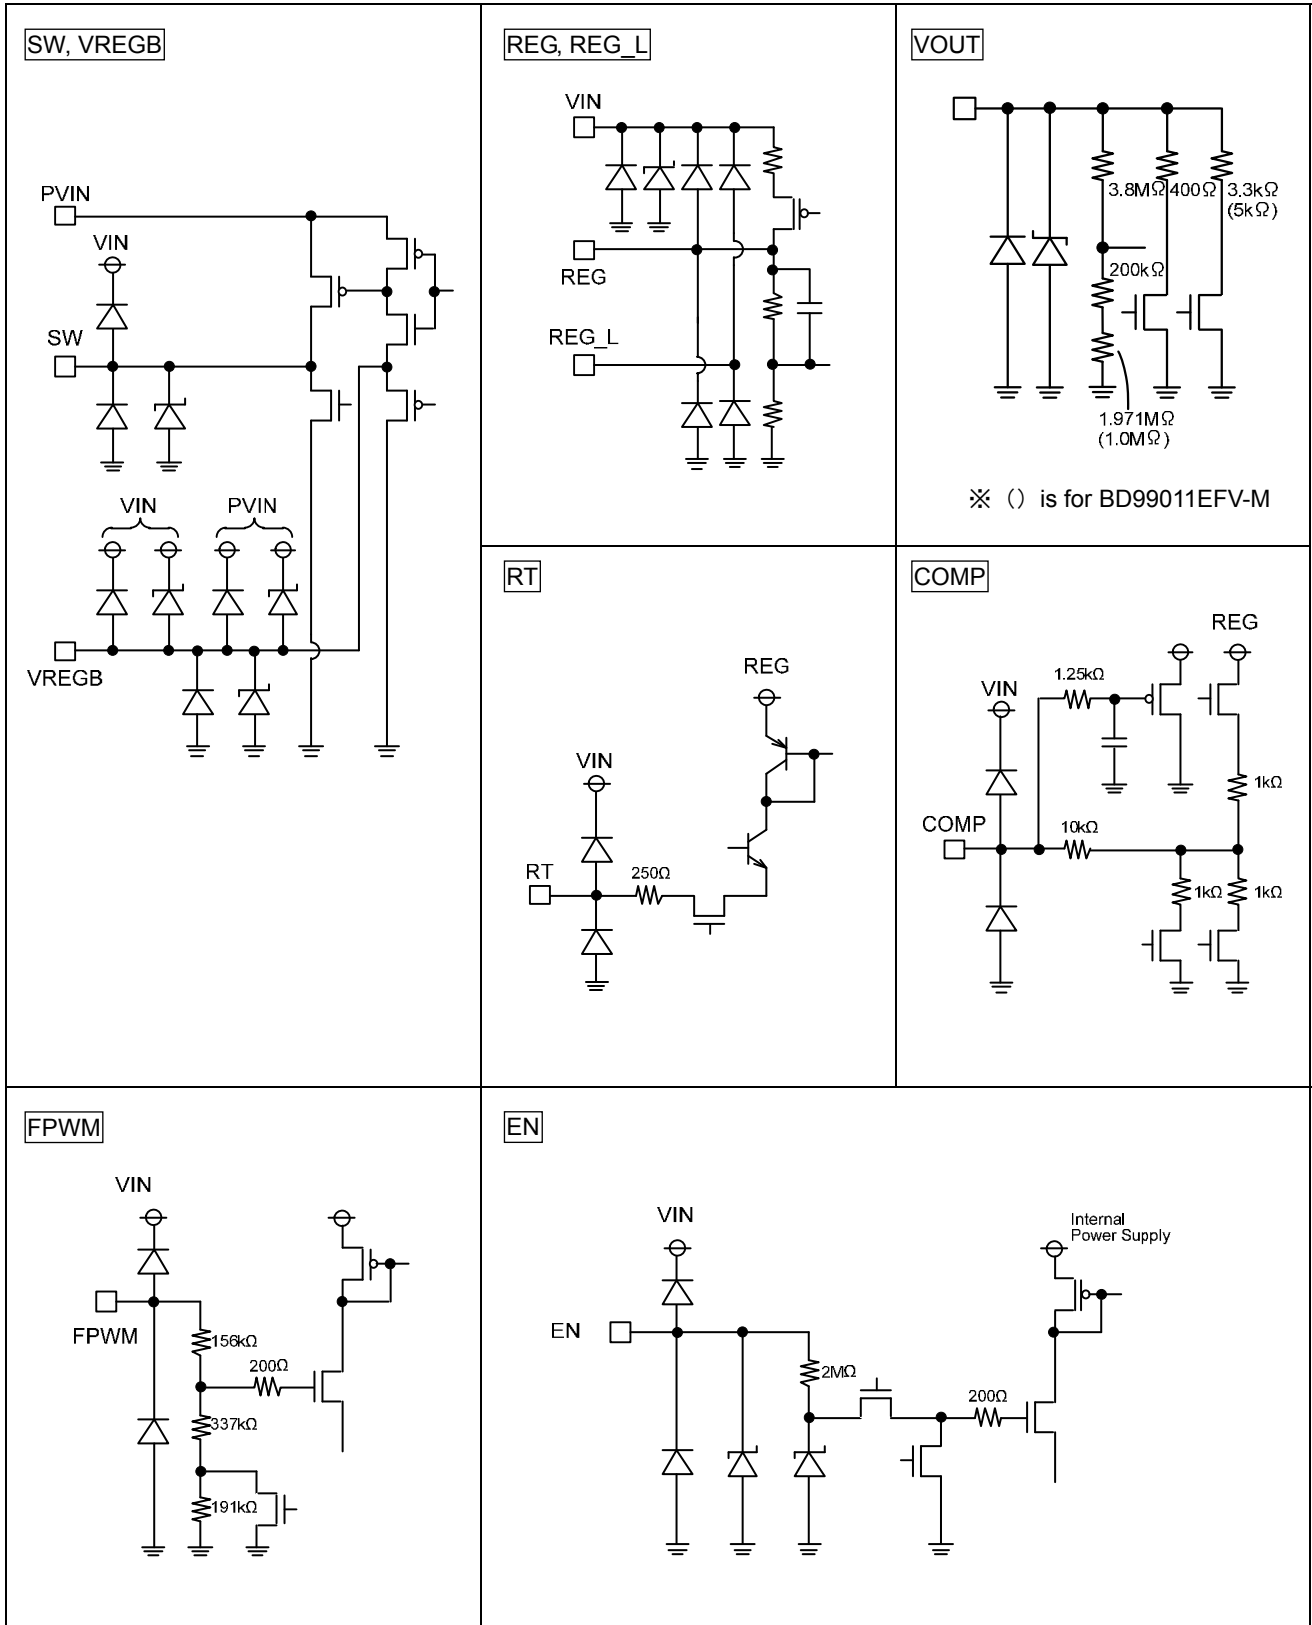 SW, VREGB
PVIN
VIN
SW
VIN
PVIN
VREGB
REG, REG_L
VIN
REG
REG_L
VOUT
3.8MΩ
400Ω
3.3kΩ
(5kΩ)
200kΩ
1.971MΩ
(1.0MΩ)
※ () is for BD99011EFV-M
RT
REG
VIN
RT
250Ω
COMP
REG
VIN
1.25kΩ
1kΩ
COMP
10kΩ
1kΩ
1kΩ
FPWM
VIN
FPWM
156kΩ
200Ω
337kΩ
191kΩ
EN
VIN
Internal
Power Supply
EN
2MΩ
200Ω